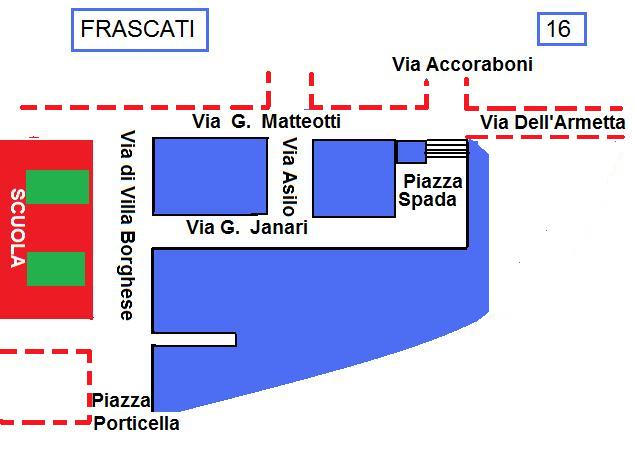 FRASCATI
16
Via Accoraboni
Via G. Matteotti
Via Dell'Armetta
Via di Villa Borghese
Via Asilo
Piazza
Spada
SCUOLA
Via G. Janari
Piazza
Porticella